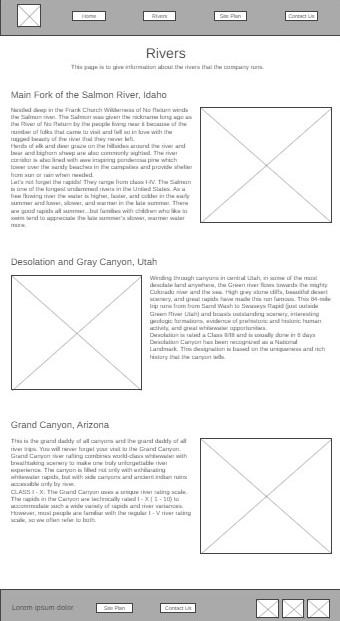 Home
Rivers
Site Plan
Contact Us
Rivers
This page is to give information about the rivers that the company runs.
Main Fork of the Salmon River, Idaho
Nestled deep in the Frank Church Wilderness of No Return winds
the Salmon river. The Salmon was given the nickname long ago as
the River of No Return by the people living near it because of the
number of folks that came to visit and fell so in love with the
rugged beauty of the river that they never left.
Herds of elk and deer graze on the hillsides around the river and
bear and bighorn sheep are also commonly sighted. The river
corridor is also lined with awe inspiring ponderosa pine which
tower over the sandy beaches in the campsites and provide shelter
from sun or rain when needed.
Let's not forget the rapids! They range from class I-IV. The Salmon
is one of the longest undammed rivers in the United States. As a
free flowing river the water is higher, faster, and colder in the early
summer and lower, slower, and warmer in the late summer. There
are good rapids all summer...but families with children who like to
swim tend to appreciate the late summer's slower, warmer water
more.
Desolation and Gray Canyon, Utah
Winding through canyons in central Utah, in some of the most
desolate land anywhere, the Green river flows towards the mighty
Colorado river and the sea. High grey stone cliffs, beautiful desert
scenery, and great rapids have made this run famous. This 84-mile
trip runs from from Sand Wash to Swaseys Rapid (just outside
Green River Utah) and boasts outstanding scenery, interesting
geologic formations, evidence of prehistoric and historic human
activity, and great whitewater opportunities.
Desolation is rated a Class II/III and is usually done in 6 days
Desolation Canyon has been recognized as a National
Landmark. This designation is based on the uniqueness and rich
history that the canyon tells.
Grand Canyon, Arizona
This is the grand daddy of all canyons and the grand daddy of all
river trips. You will never forget your visit to the Grand Canyon.
Grand Canyon river rafting combines world-class whitewater with
breathtaking scenery to make one truly unforgettable river
experience. The canyon is filled not only with exhilarating
whitewater rapids, but with side canyons and ancient indian ruins
accessible only by river.
CLASS I - X. The Grand Canyon uses a unique river rating scale.
The rapids in the Canyon are technically rated I - X ( 1 - 10) to
accommodate such a wide variety of rapids and river variances.
However, most people are familiar with the regular I - V river rating
scale, so we often refer to both.
Lorem ipsum dolor
Site Plan
Contact Us